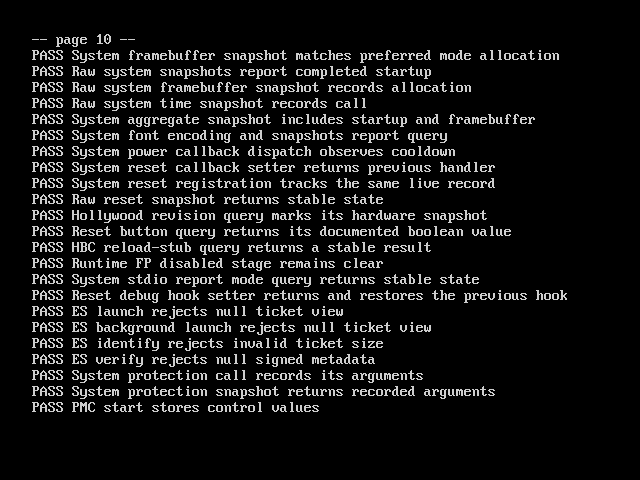 -- page 10 --
PASS System framebuffer snapshot matches preferred mode allocation
PASS Raw system snapshots report completed startup
PASS Raw system framebuffer snapshot records allocation
PASS Raw system time snapshot records call
PASS System aggregate snapshot includes startup and framebuffer
PASS System font encoding and snapshots report query
PASS System power callback dispatch observes cooldown
PASS System reset callback setter returns previous handler
PASS System reset registration tracks the same live record
PASS Raw reset snapshot returns stable state
PASS Hollywood revision query marks its hardware snapshot
PASS Reset button query returns its documented boolean value
PASS HBC reload-stub query returns a stable result
PASS Runtime FP disabled stage remains clear
PASS System stdio report mode query returns stable state
PASS Reset debug hook setter returns and restores the previous hook
PASS ES launch rejects null ticket view
PASS ES background launch rejects null ticket view
PASS ES identify rejects invalid ticket size
PASS ES verify rejects null signed metadata
PASS System protection call records its arguments
PASS System protection snapshot returns recorded arguments
PASS PMC start stores control values